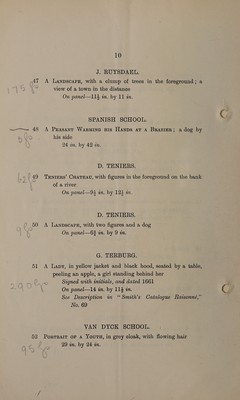 10
J. RUYSDAEL.
47 A Landscape, with a clump of trees in the foreground; a
view of a town in the distance
On panel—11½ in. by 11 in.
SPANISH SCHOOL.
48 A Peasant Warming his Hands at a Brazier; a dog by
his side
24 in. by 42 in.
D. TENIERS.
49 Teniers' Chateau, with figures in the foreground on the bank
of a river
On panel—9½ in. by 12½ in.
D. TENIERS.
50 A Landscape, with two figures and a dog
On panel—6¾ in. by 9 in.
G. TERBURG.
51 A Lady, in yellow jacket and black hood, seated by a table,
peeling an apple, a girl standing behind her
Signed with initials, and dated 1661
On panel—14 in. by 11½ in.
See Description in "Smith's Catalogue Raisonné,"
No. 69
VAN DYCK SCHOOL.
52 Portrait of a Youth, in grey cloak, with flowing hair
29 in. by 24 in.